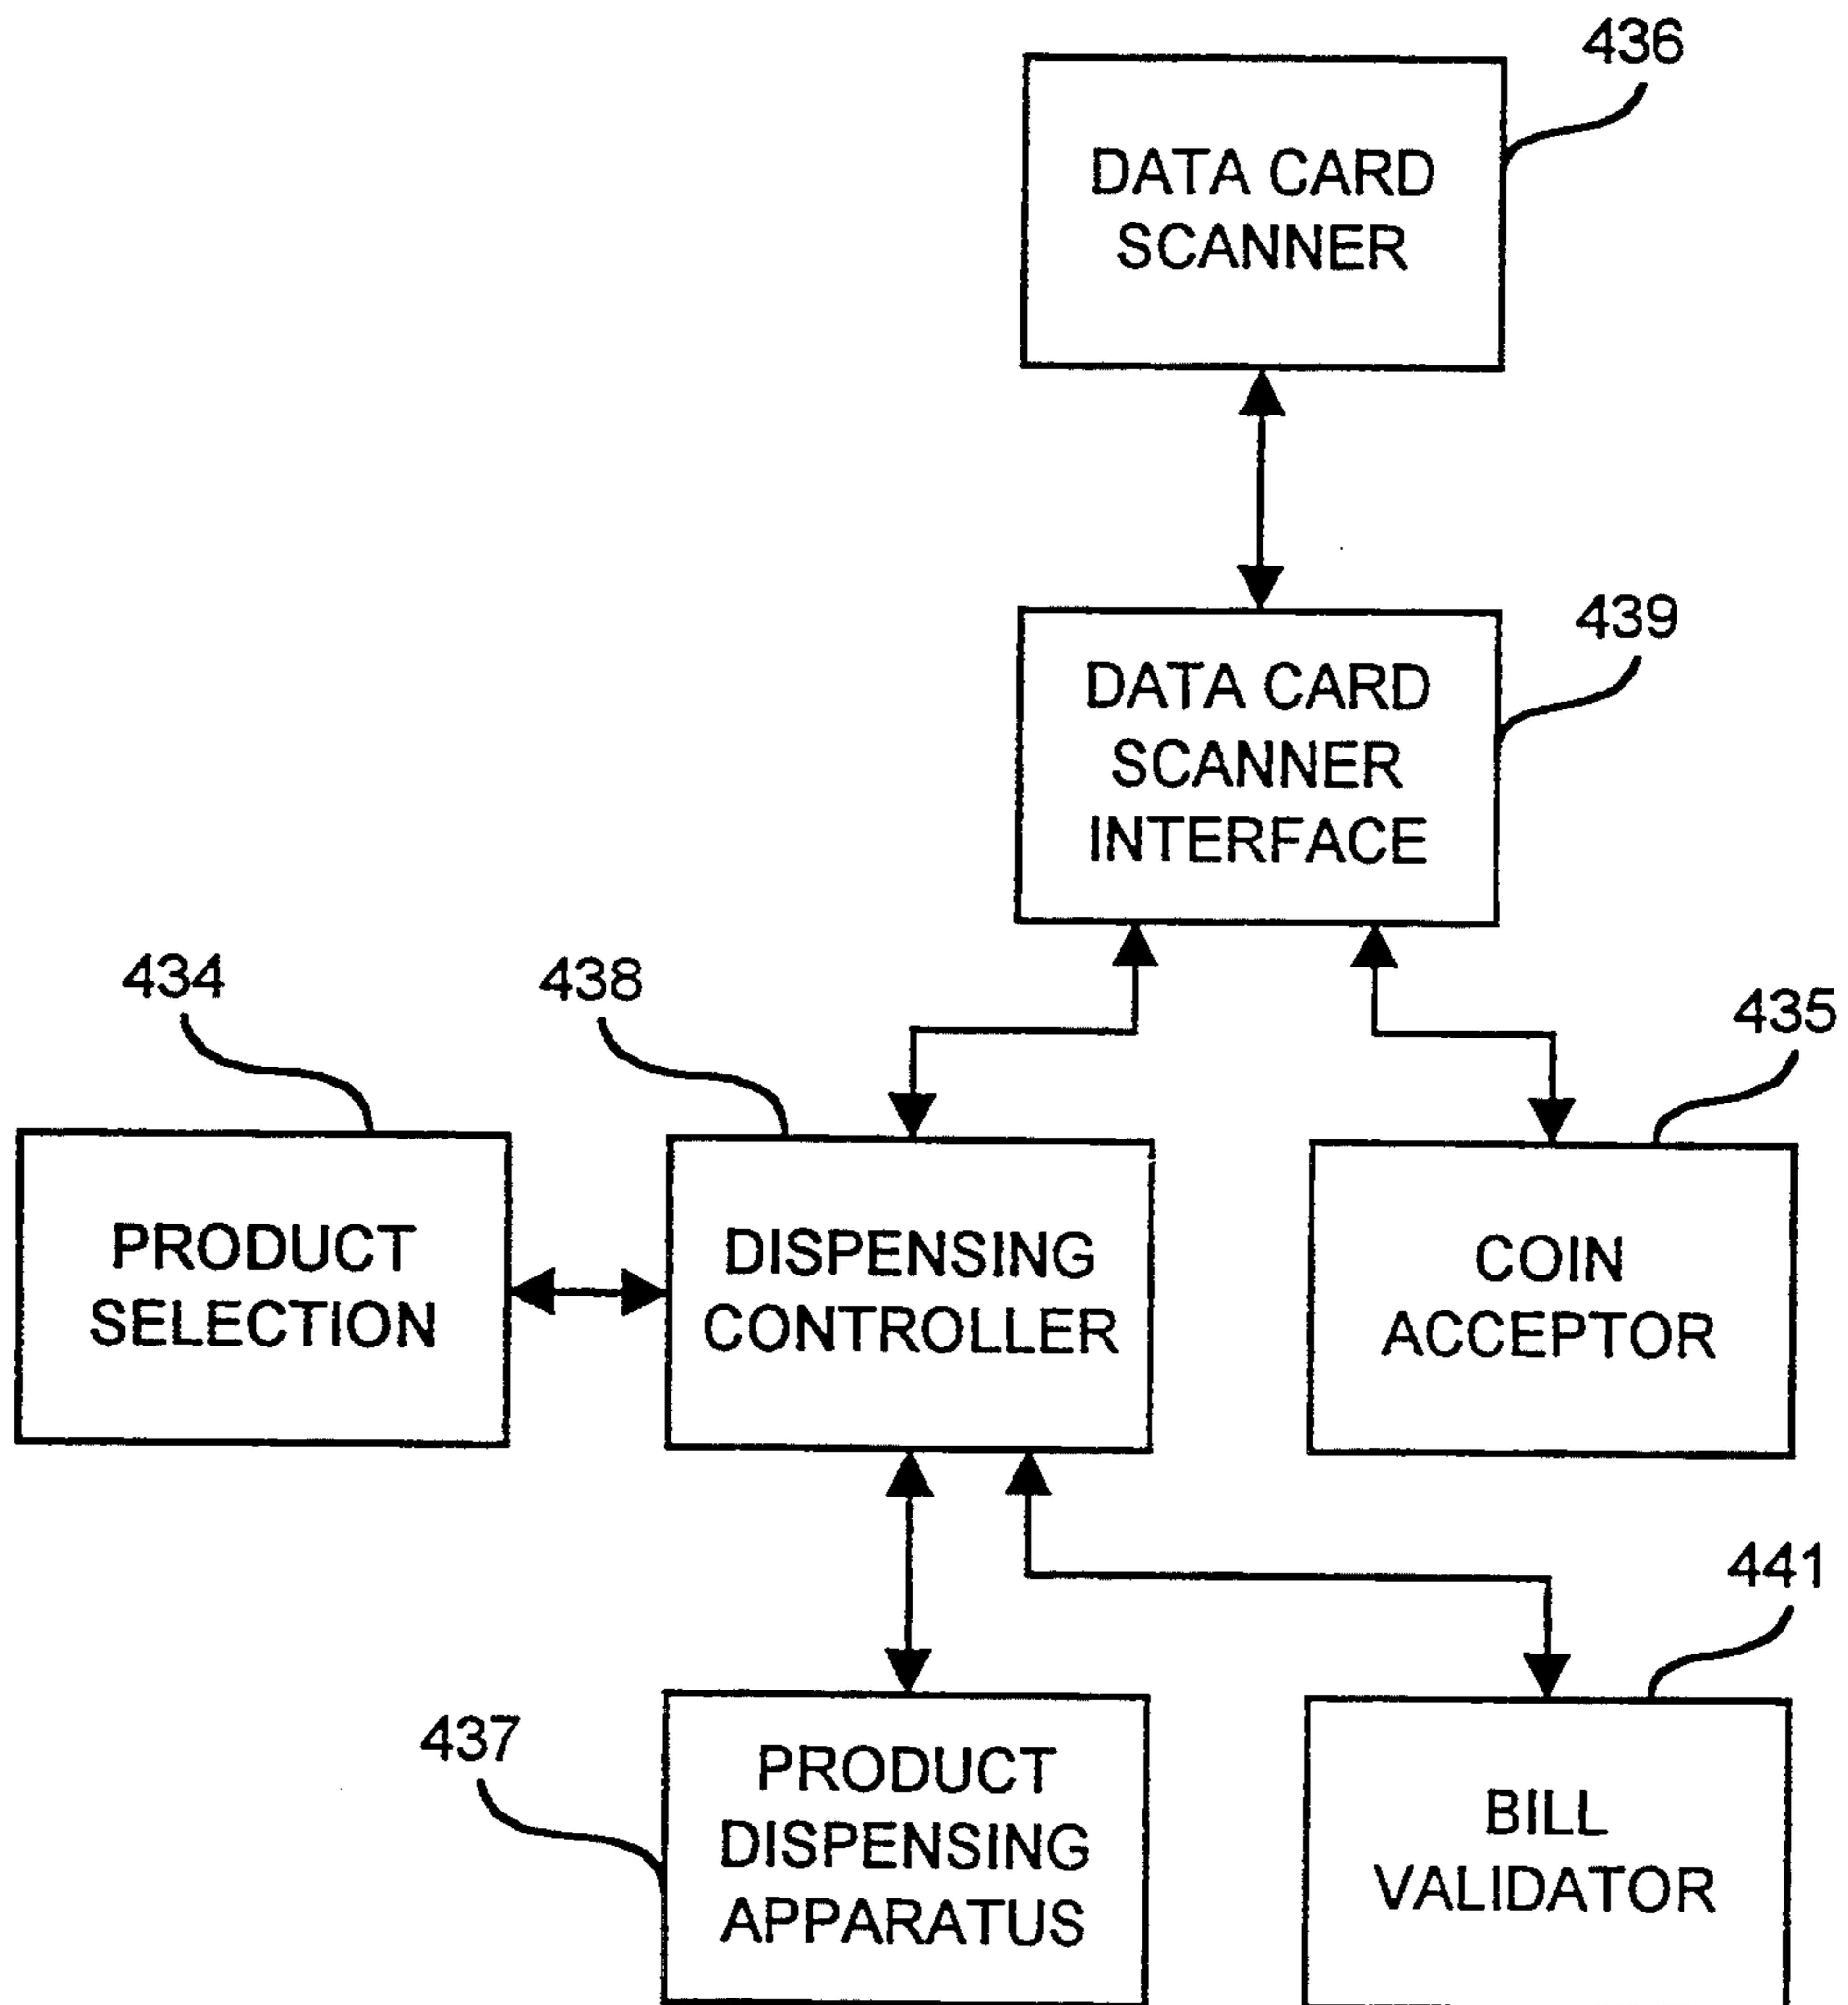 436
DATA CARD
SCANNER
439
DATA CARD
SCANNER
INTERFACE
434
438
435
PRODUCT
SELECTION
DISPENSING
CONTROLLER
COIN
ACCEPTOR
441
437
PRODUCT
DISPENSING
APPARATUS
BILL
VALIDATOR